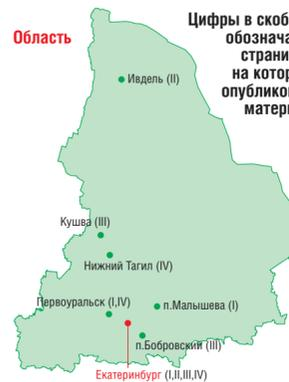 Область
Цифры в скоб
обознача
страни
на котор
опубликов
матери
Ивдель (II)
Кушва (III)
Нижний Тагил (IV)
Первоуральск (I,IV)
п.Малышева (I)
п.Бобровский (III)
Екатеринбург (I,II,III,IV)